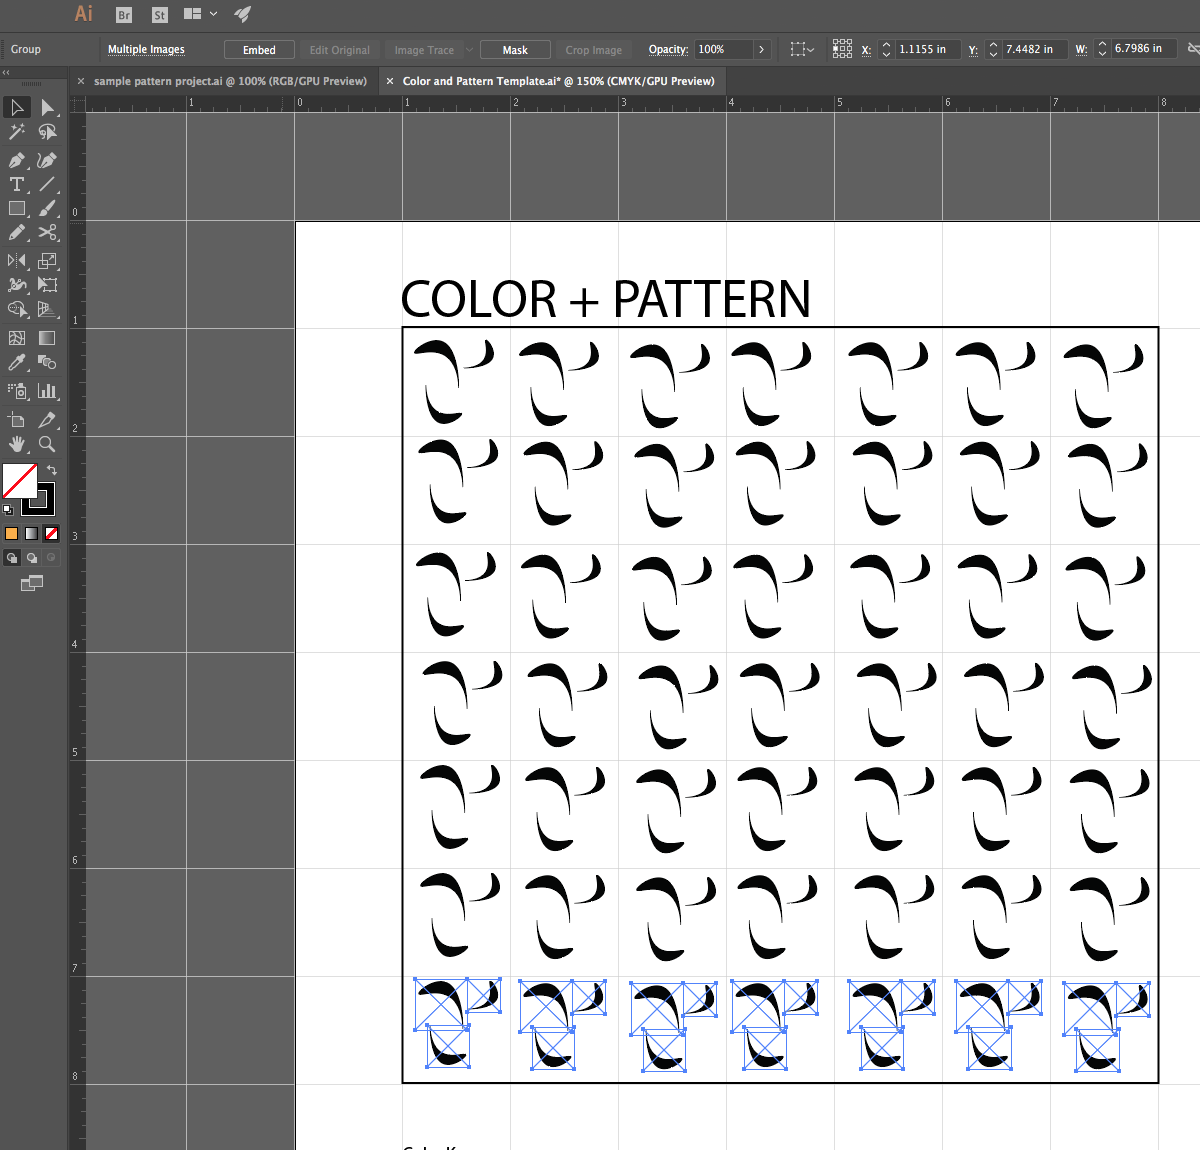 Ai Br St
Group Multiple Images Embed Edit Original Image Trace Mask Crop Image Opacity: 100% X: 1.1155 in Y: 7.4482 in W: 6.7986 in
× sample pattern project.ai @ 100% (RGB/GPU Preview) × Color and Pattern Template.ai* @ 150% (CMYK/GPU Preview)
1 0 1 2 3 4 5 6 7 8
0
COLOR + PATTERN
1
2
3
4
5
6
7
8